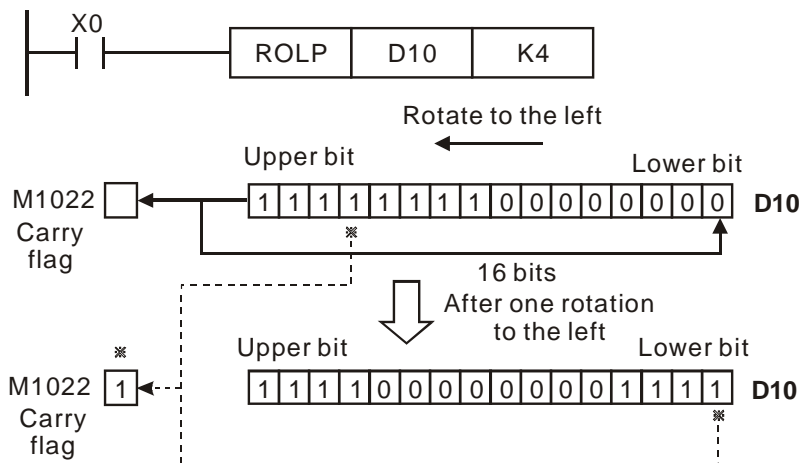 X0
ROLP D10 K4
Rotate to the left
Upper bit Lower bit
M1022 1 1 1 1 1 1 1 1 0 0 0 0 0 0 0 0 D10
Carry
flag
※
16 bits
After one rotation
to the left
※
Upper bit Lower bit
M1022 1 1 1 1 1 0 0 0 0 0 0 0 0 1 1 1 1 D10
Carry
flag
※